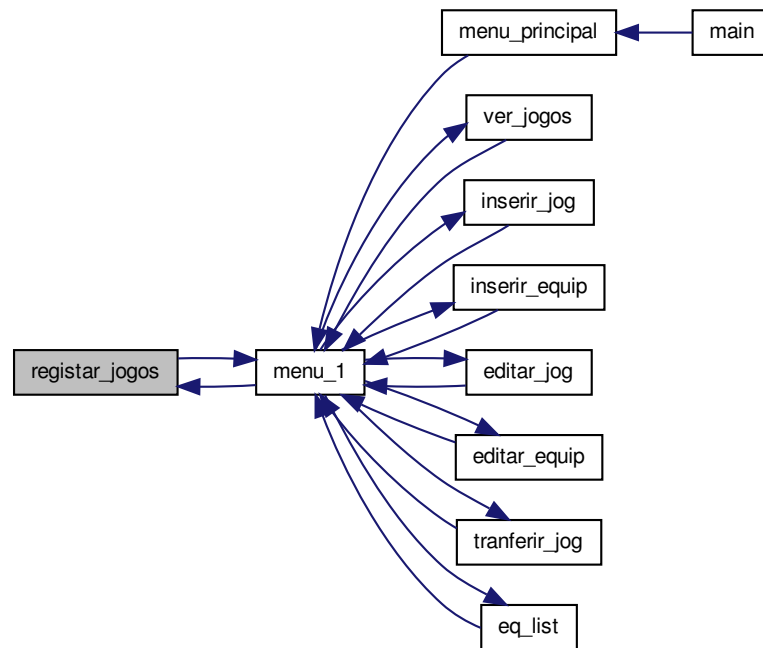 menu_principal
main
ver_jogos
inserir_jog
inserir_equip
registar_jogos
menu_1
editar_jog
editar_equip
tranferir_jog
eq_list